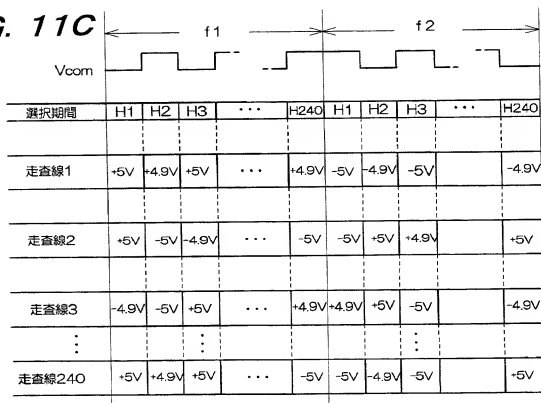 G. 11C
f1 f2
Vcom
選択期間 H1 H2 H3 ・・・ H240 H1 H2 H3 ・・・ H240
走査線1 +5V +4.9V +5V ・・・ +4.9V -5V -4.9V -5V -4.9V
走査線2 +5V -5V -4.9V ・・・ -5V -5V +5V +4.9V +5V
走査線3 -4.9V -5V +5V ・・・ +4.9V +4.9V +5V -5V -4.9V
走査線240 +5V +4.9V +5V ・・・ -5V -5V -4.9V -5V +5V